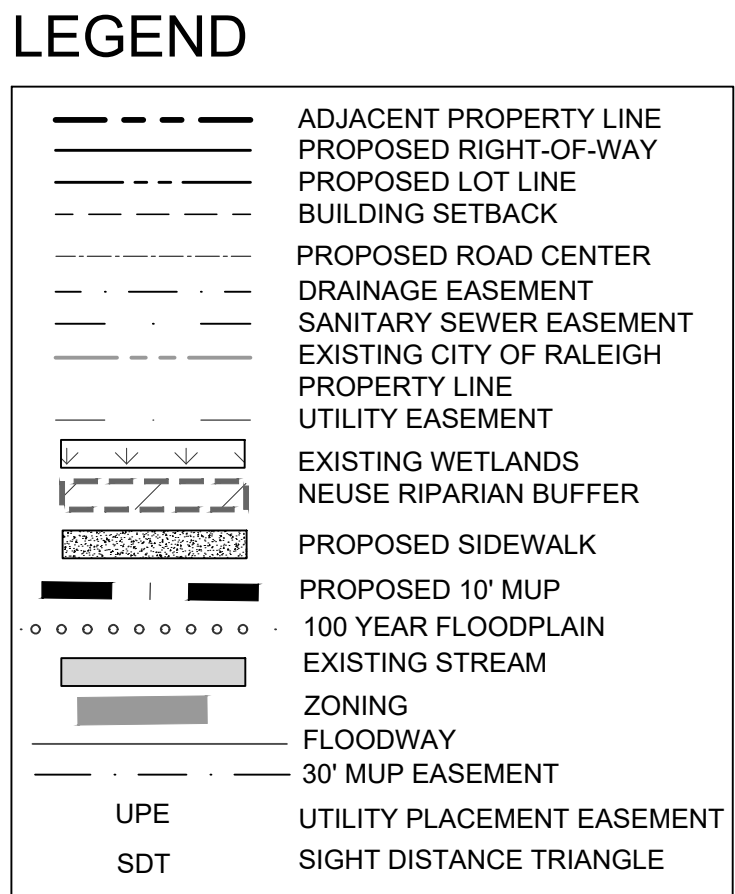 LEGEND
ADJACENT PROPERTY LINE
PROPOSED RIGHT-OF-WAY
PROPOSED LOT LINE
BUILDING SETBACK
PROPOSED ROAD CENTER
DRAINAGE EASEMENT
SANITARY SEWER EASEMENT
EXISTING CITY OF RALEIGH
PROPERTY LINE
UTILITY EASEMENT
EXISTING WETLANDS
NEUSE RIPARIAN BUFFER
PROPOSED SIDEWALK
PROPOSED 10' MUP
100 YEAR FLOODPLAIN
EXISTING STREAM
ZONING
FLOODWAY
30' MUP EASEMENT
UPE UTILITY PLACEMENT EASEMENT
SDT SIGHT DISTANCE TRIANGLE